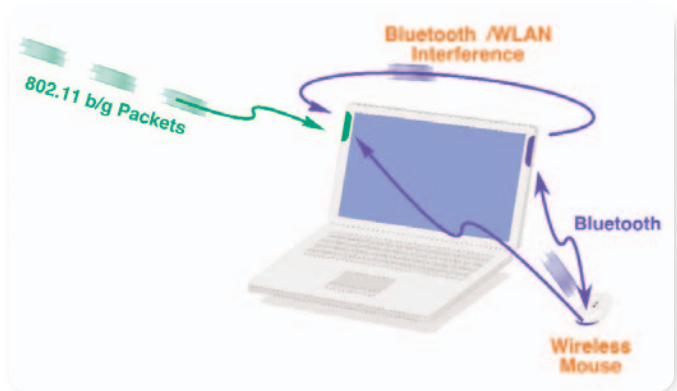 Bluetooth /WLAN
Interference
802.11 b/g Packets
Bluetooth
Wireless
Mouse